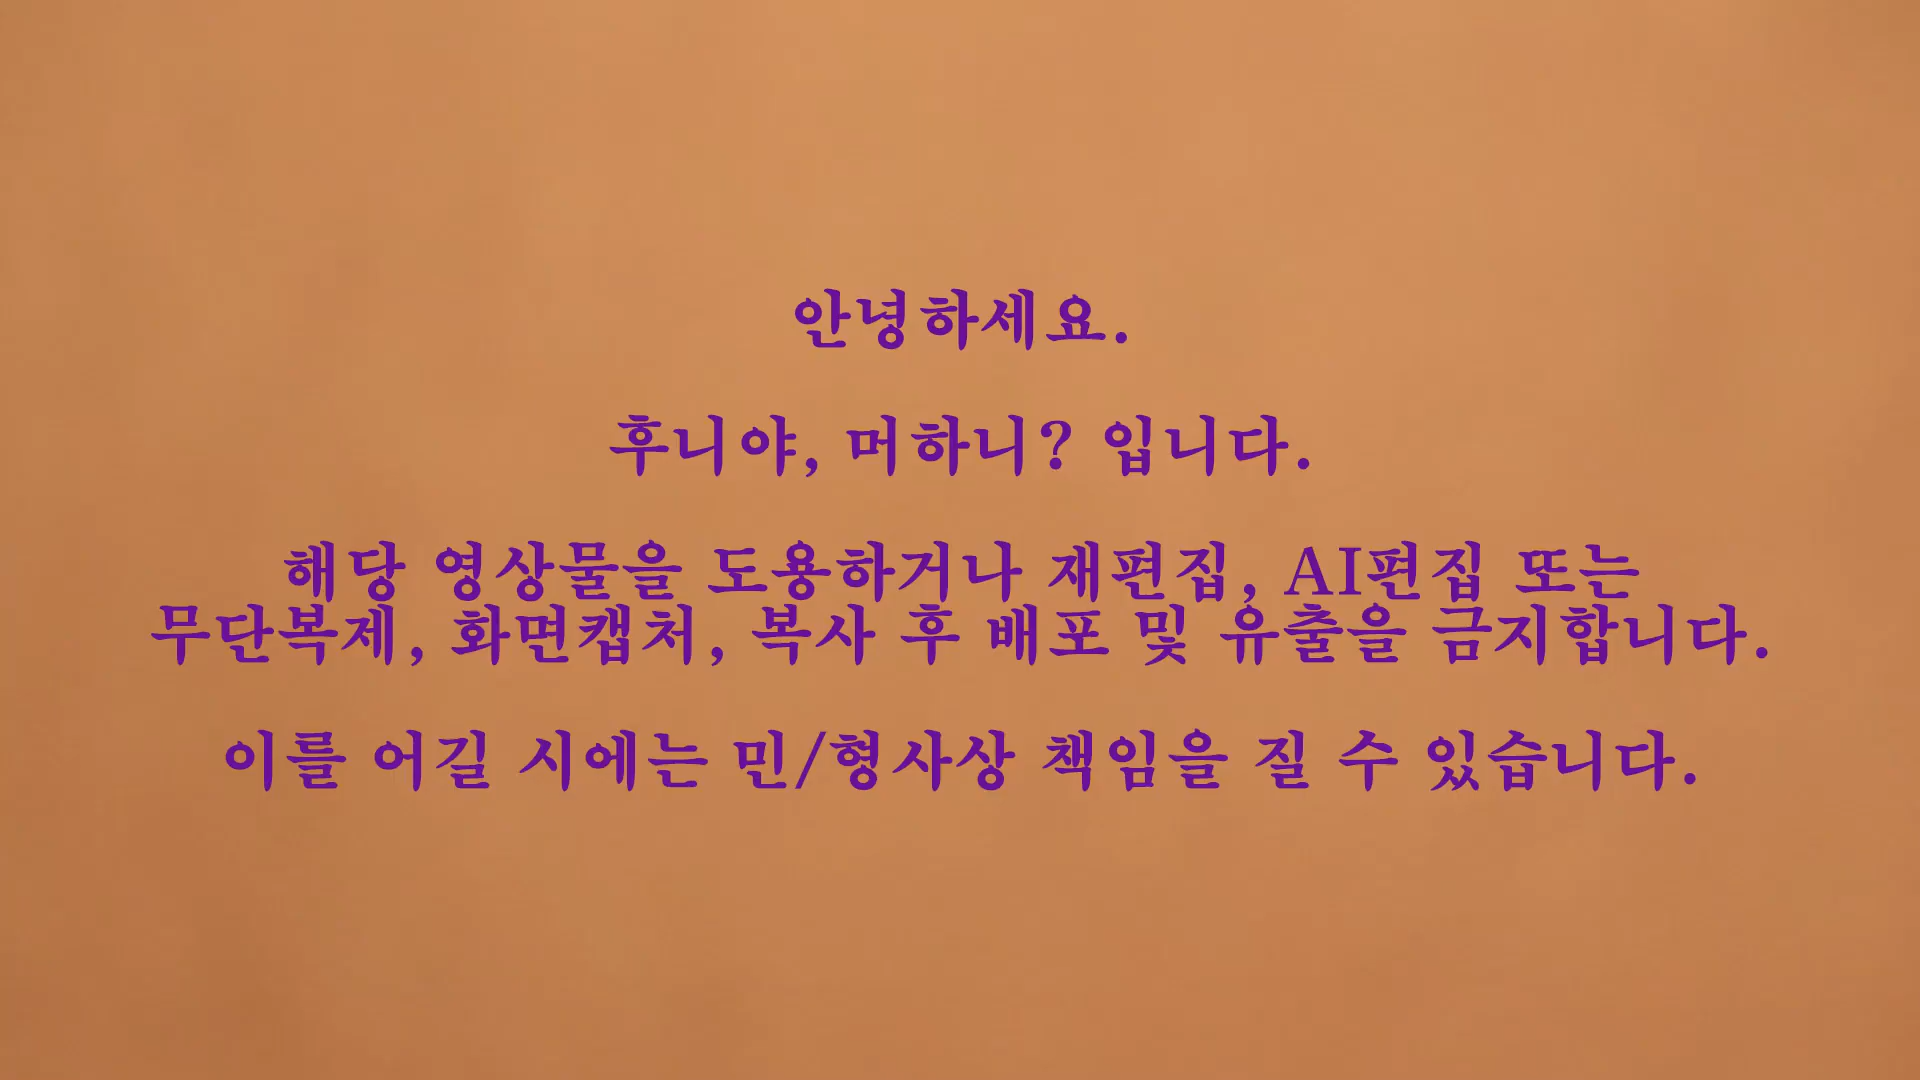 안녕하세요.
후니야, 머하니? 입니다.
해당 영상물을 도용하거나 재편집, AI편집 또는
무단복제, 화면캡처, 복사 후 배포 및 유출을 금지합니다.
이를 어길 시에는 민/형사상 책임을 질 수 있습니다.